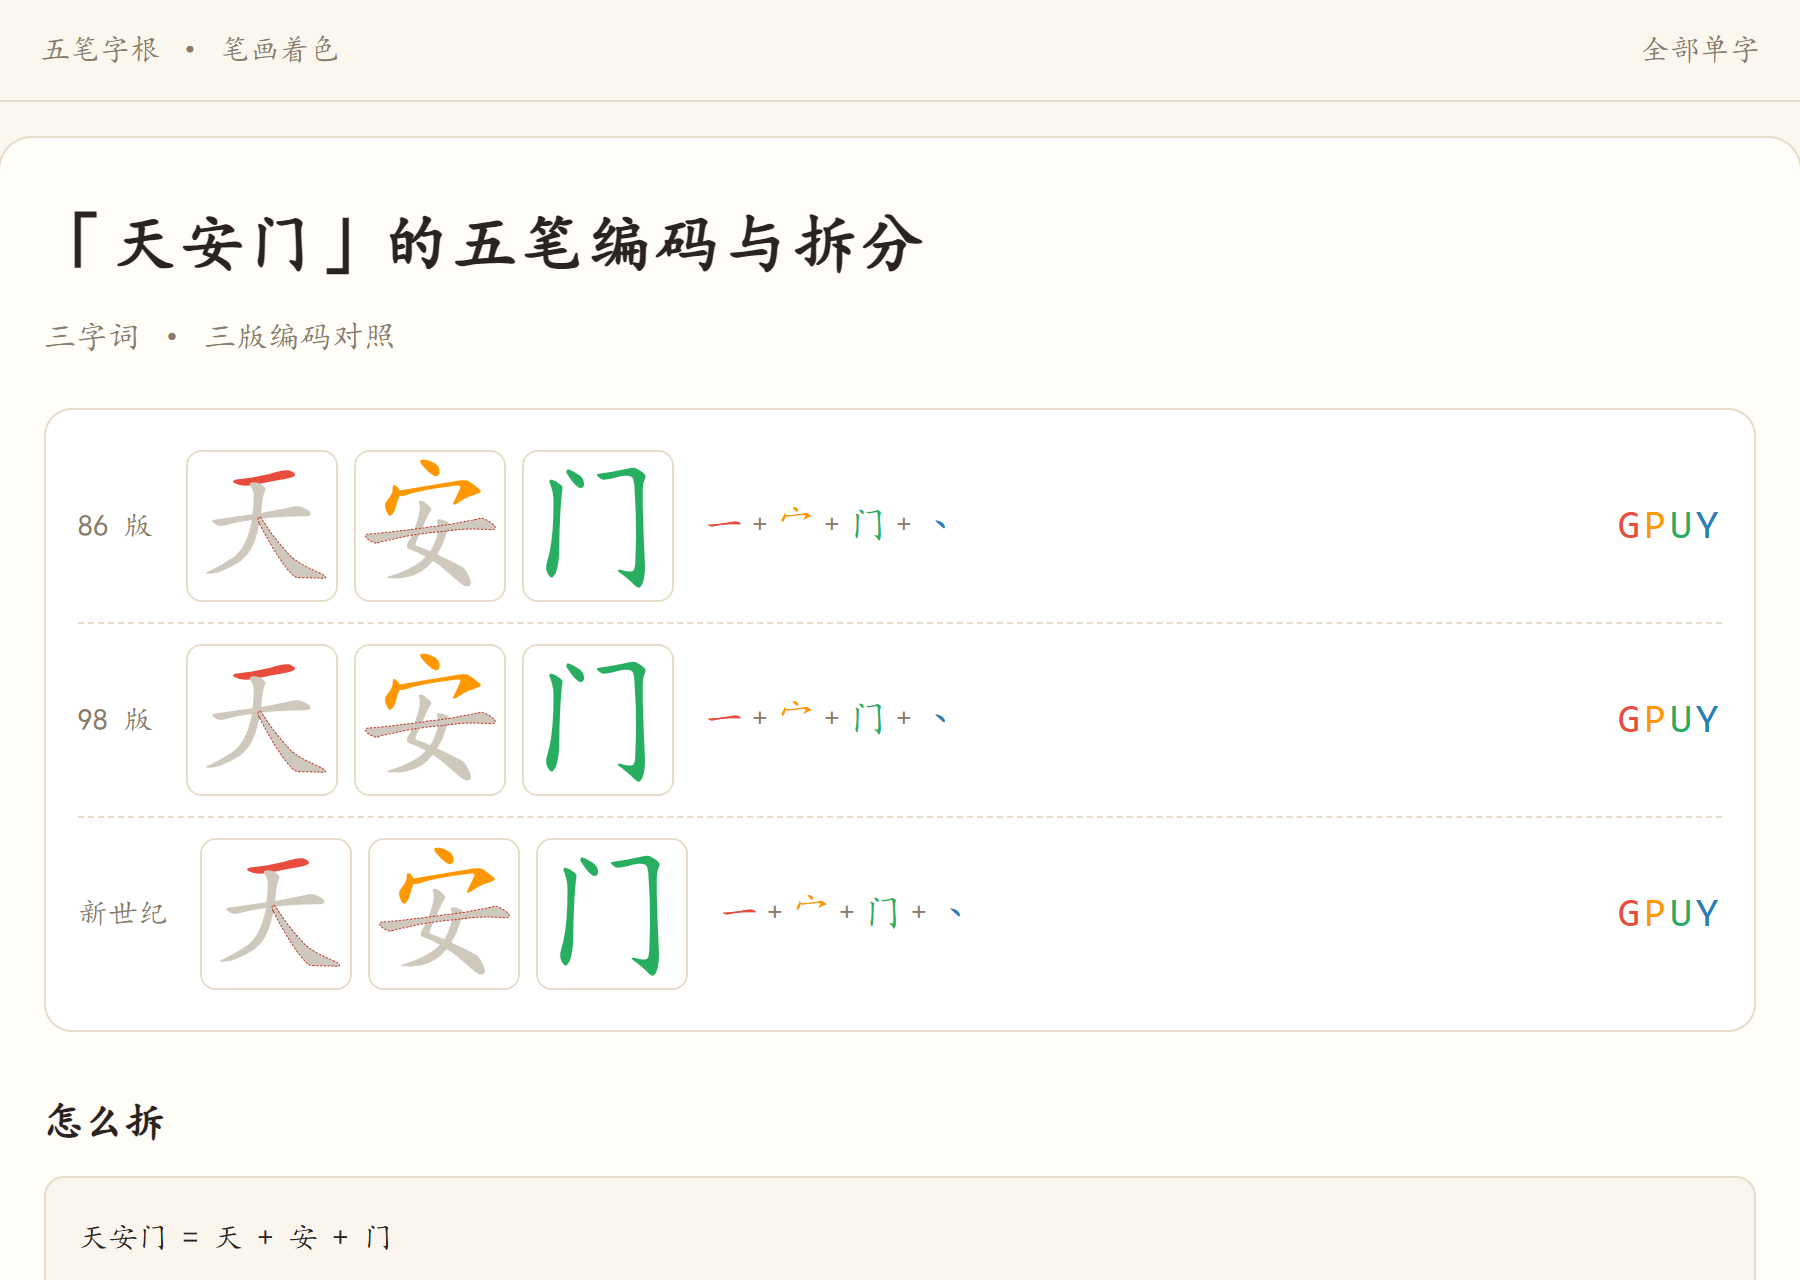 五笔字根 • 笔画着色
全部单字
「天安门」的五笔编码与拆分
三字词 • 三版编码对照
86 版 天 安 门 一 + 宀 + 门 + 丶 GPUY
98 版 天 安 门 一 + 宀 + 门 + 丶 GPUY
新世纪 天 安 门 一 + 宀 + 门 + 丶 GPUY
怎么拆
天安门 = 天 + 安 + 门